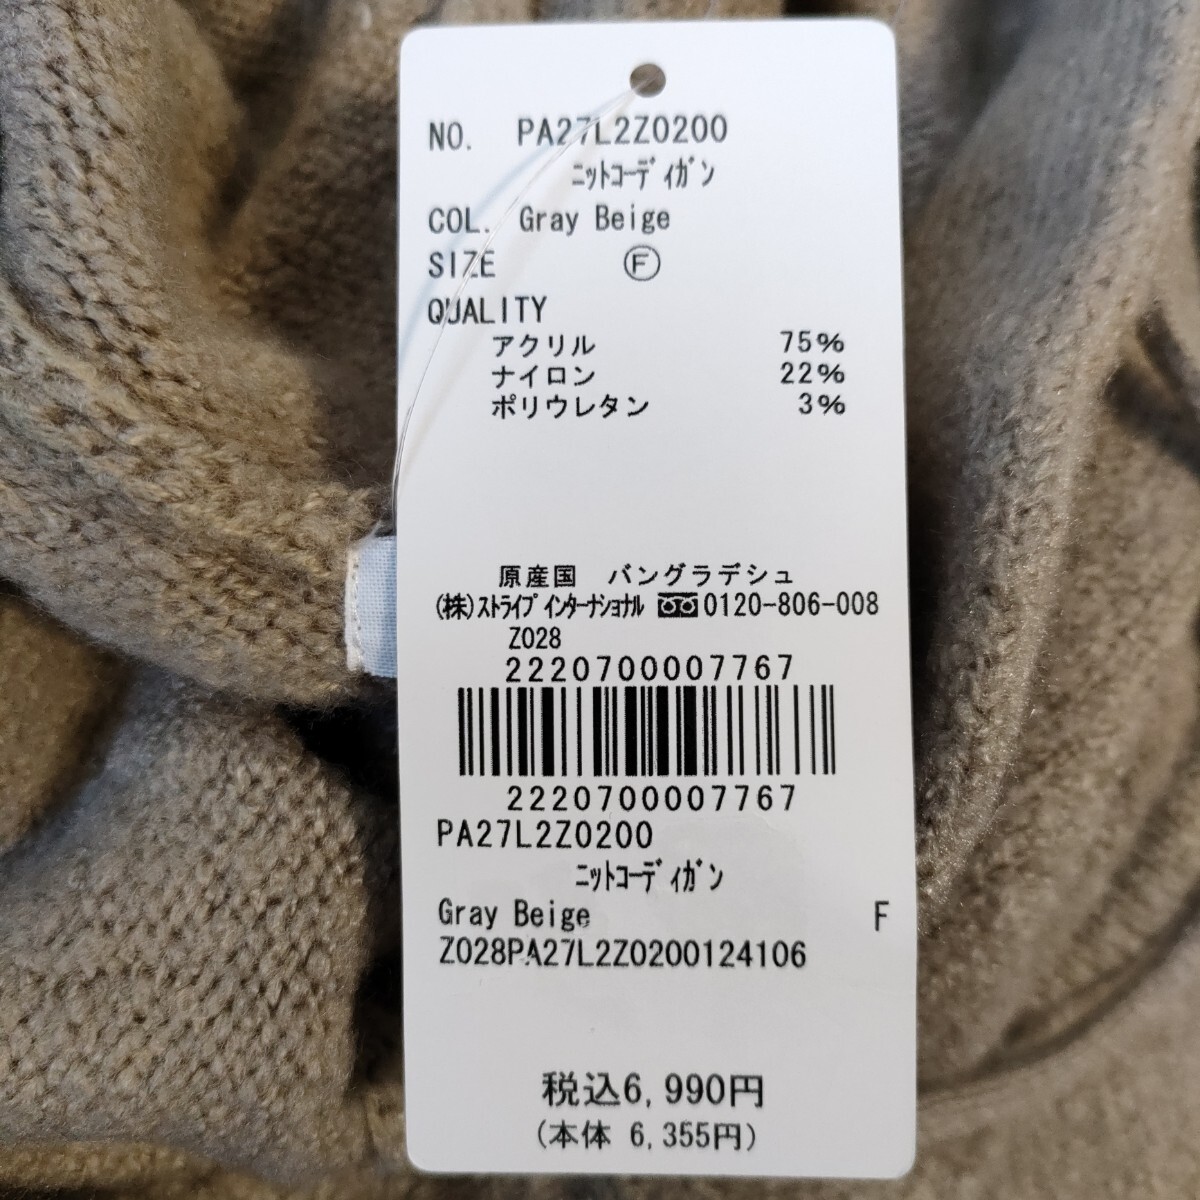 NO. PA27L2Z0200
ﾆｯﾄｺｰﾃﾞｨｶﾞﾝ
COL. Gray Beige
SIZE Ⓕ
QUALITY
アクリル 75%
ナイロン 22%
ポリウレタン 3%
原産国 バングラデシュ
(株)ｽﾄﾗｲﾌﾟｲﾝﾀｰﾅｼｮﾅﾙ 0120-806-008
Z028
2220700007767
2220700007767
PA27L2Z0200
ﾆｯﾄｺｰﾃﾞｨｶﾞﾝ
Gray Beige F
Z028PA27L2Z0200124106
税込6,990円
(本体 6,355円)